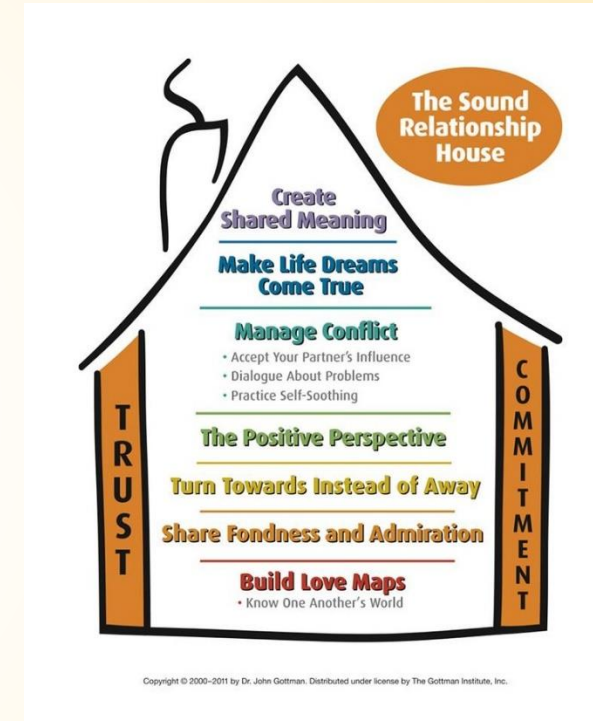 The Sound
Relationship
House
Create
Shared Meaning
Make Life Dreams
Come True
Manage Conflict
• Accept Your Partner's Influence
• Dialogue About Problems
• Practice Self-Soothing
The Positive Perspective
Turn Towards Instead of Away
Share Fondness and Admiration
Build Love Maps
• Know One Another's World
TRUST
COMMITMENT
Copyright © 2000–2011 by Dr. John Gottman. Distributed under license by The Gottman Institute, Inc.